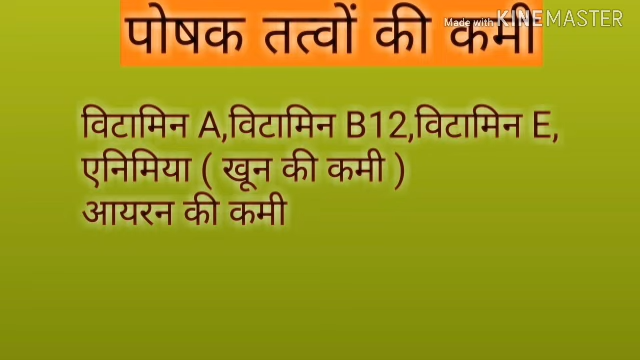 पोषक तत्वों की कमी
Made with KINEMASTER
विटामिन A,विटामिन B12,विटामिन E,
एनिमिया ( खून की कमी )
आयरन की कमी